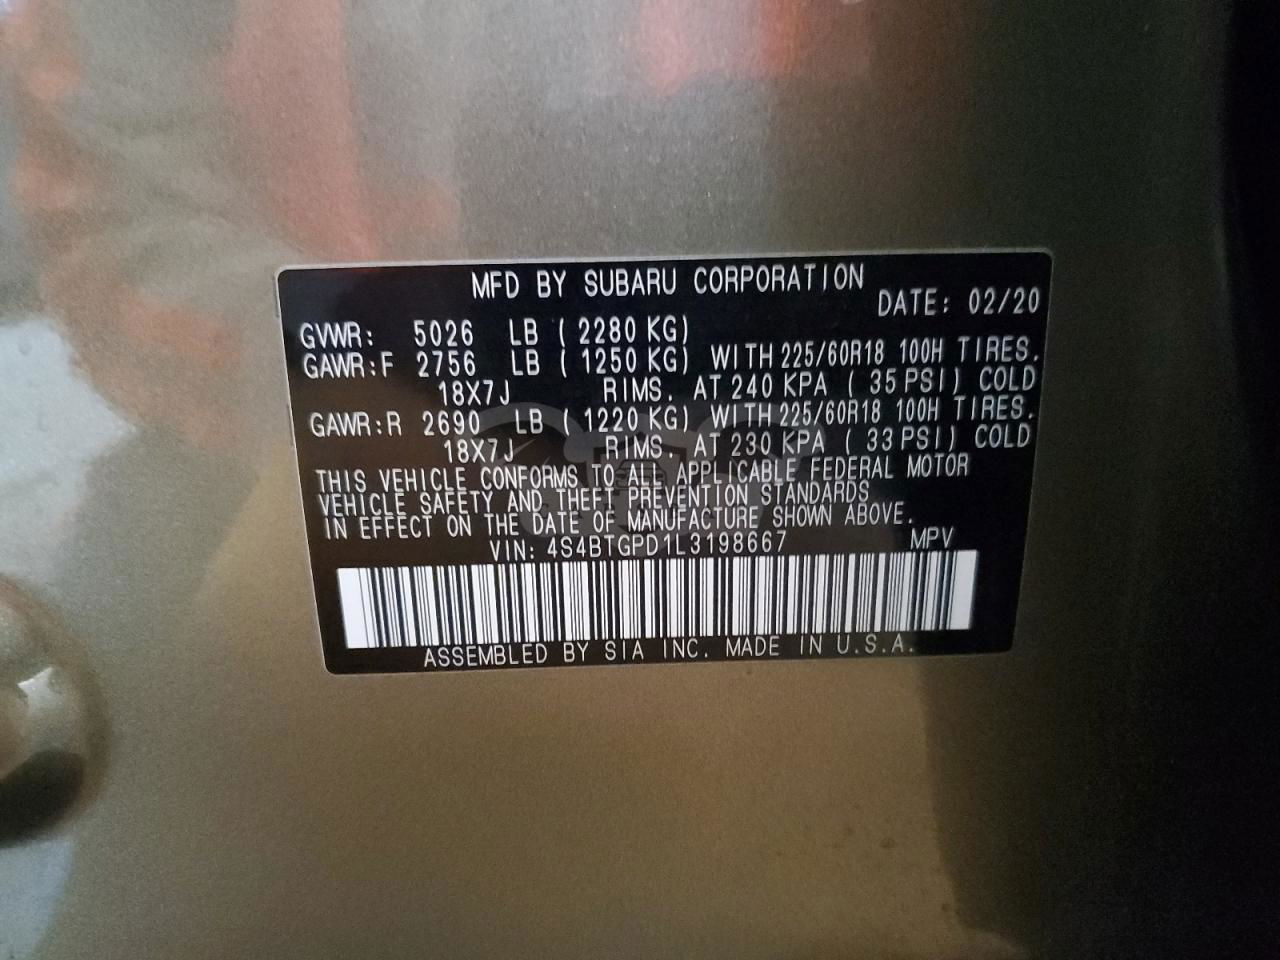 MFD BY SUBARU CORPORATION
DATE: 02/20
GVWR: 5026 LB (2280 KG)
GAWR:F 2756 LB (1250 KG) WITH 225/60R18 100H TIRES.
18X7J RIMS. AT 240 KPA (35 PSI) COLD
GAWR:R 2690 LB (1220 KG) WITH 225/60R18 100H TIRES.
18X7J RIMS. AT 230 KPA (33 PSI) COLD
THIS VEHICLE CONFORMS TO ALL APPLICABLE FEDERAL MOTOR
VEHICLE SAFETY AND THEFT PREVENTION STANDARDS
IN EFFECT ON THE DATE OF MANUFACTURE SHOWN ABOVE.
VIN: 4S4BTGPD1L3198667 MPV
ASSEMBLED BY SIA INC. MADE IN U.S.A.